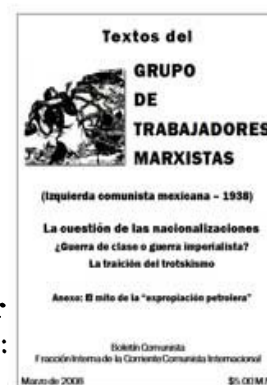 Textos del
GRUPO
DE
TRABAJADORES
MARXISTAS
(Izquierda comunista mexicana - 1938)
La cuestión de las nacionalizaciones
¿Guerra de clase o guerra imperialista?
La traición del trotskismo
Anexo: El mito de la "expropiación petrolera"
Boletín Comunista
Fracción Interna de la Corriente Comunista Internacional
Marzo de 2008